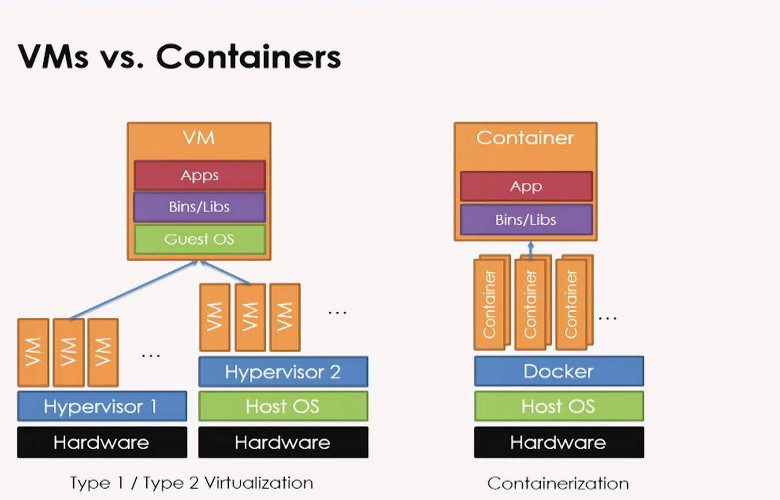 VMs vs. Containers
VM
Apps
Bins/Libs
Guest OS
VM
VM
VM
...
Hypervisor 1
Hardware
VM
VM
VM
...
Hypervisor 2
Host OS
Hardware
Type 1 / Type 2 Virtualization
Container
App
Bins/Libs
Container
Container
Container
...
Docker
Host OS
Hardware
Containerization